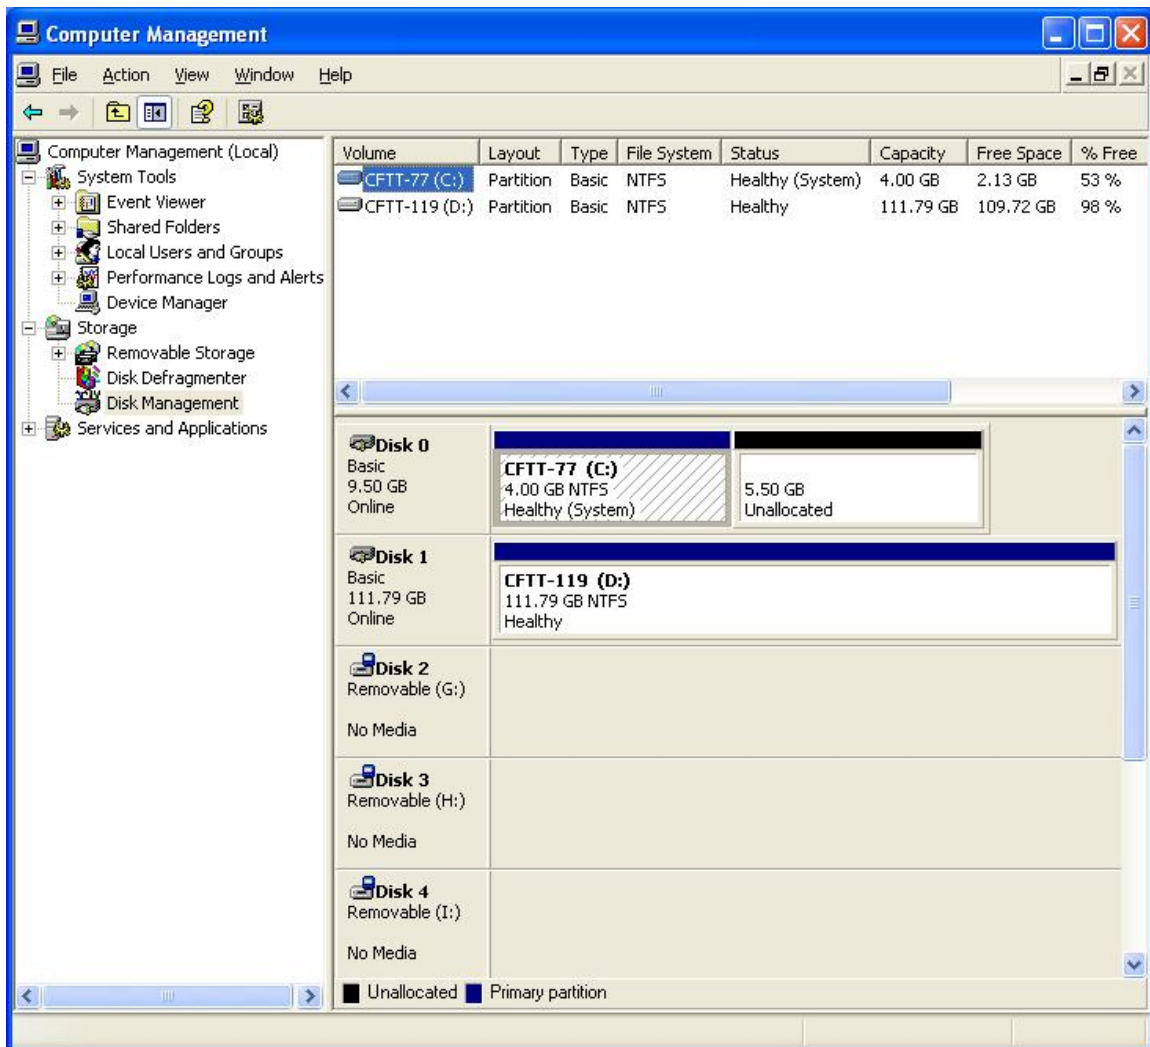 Computer Management
File Action View Window Help
Computer Management (Local)
System Tools
Event Viewer
Shared Folders
Local Users and Groups
Performance Logs and Alerts
Device Manager
Storage
Removable Storage
Disk Defragmenter
Disk Management
Services and Applications
Volume Layout Type File System Status Capacity Free Space % Free
CFTT-77 (C:) Partition Basic NTFS Healthy (System) 4.00 GB 2.13 GB 53 %
CFTT-119 (D:) Partition Basic NTFS Healthy 111.79 GB 109.72 GB 98 %
Disk 0
Basic
9.50 GB
Online
CFTT-77 (C:)
4.00 GB NTFS
Healthy (System)
5.50 GB
Unallocated
Disk 1
Basic
111.79 GB
Online
CFTT-119 (D:)
111.79 GB NTFS
Healthy
Disk 2
Removable (G:)
No Media
Disk 3
Removable (H:)
No Media
Disk 4
Removable (I:)
No Media
Unallocated Primary partition